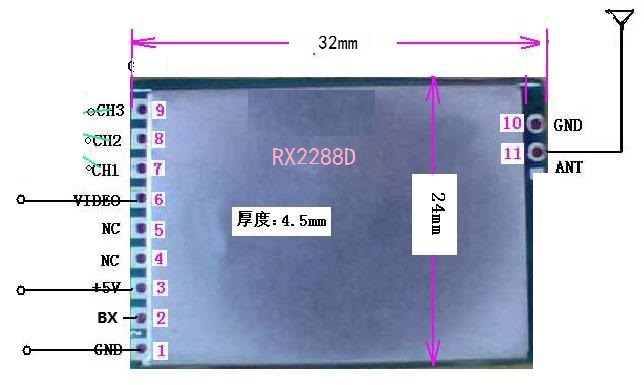 32mm
CH3 9
CH2 8
CH1 7
VIDEO 6
NC 5
NC 4
+5V 3
BX 2
GND 1
RX2288D
厚度:4.5mm
24mm
10 GND
11 ANT